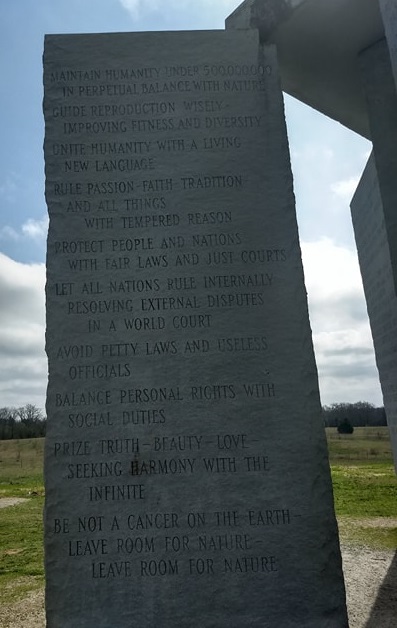 MAINTAIN HUMANITY UNDER 500,000,000
IN PERPETUAL BALANCE WITH NATURE
GUIDE REPRODUCTION WISELY –
IMPROVING FITNESS AND DIVERSITY
UNITE HUMANITY WITH A LIVING
NEW LANGUAGE
RULE PASSION – FAITH – TRADITION
AND ALL THINGS
WITH TEMPERED REASON
PROTECT PEOPLE AND NATIONS
WITH FAIR LAWS AND JUST COURTS
LET ALL NATIONS RULE INTERNALLY
RESOLVING EXTERNAL DISPUTES
IN A WORLD COURT
AVOID PETTY LAWS AND USELESS
OFFICIALS
BALANCE PERSONAL RIGHTS WITH
SOCIAL DUTIES
PRIZE TRUTH – BEAUTY – LOVE –
SEEKING HARMONY WITH THE
INFINITE
BE NOT A CANCER ON THE EARTH –
LEAVE ROOM FOR NATURE –
LEAVE ROOM FOR NATURE